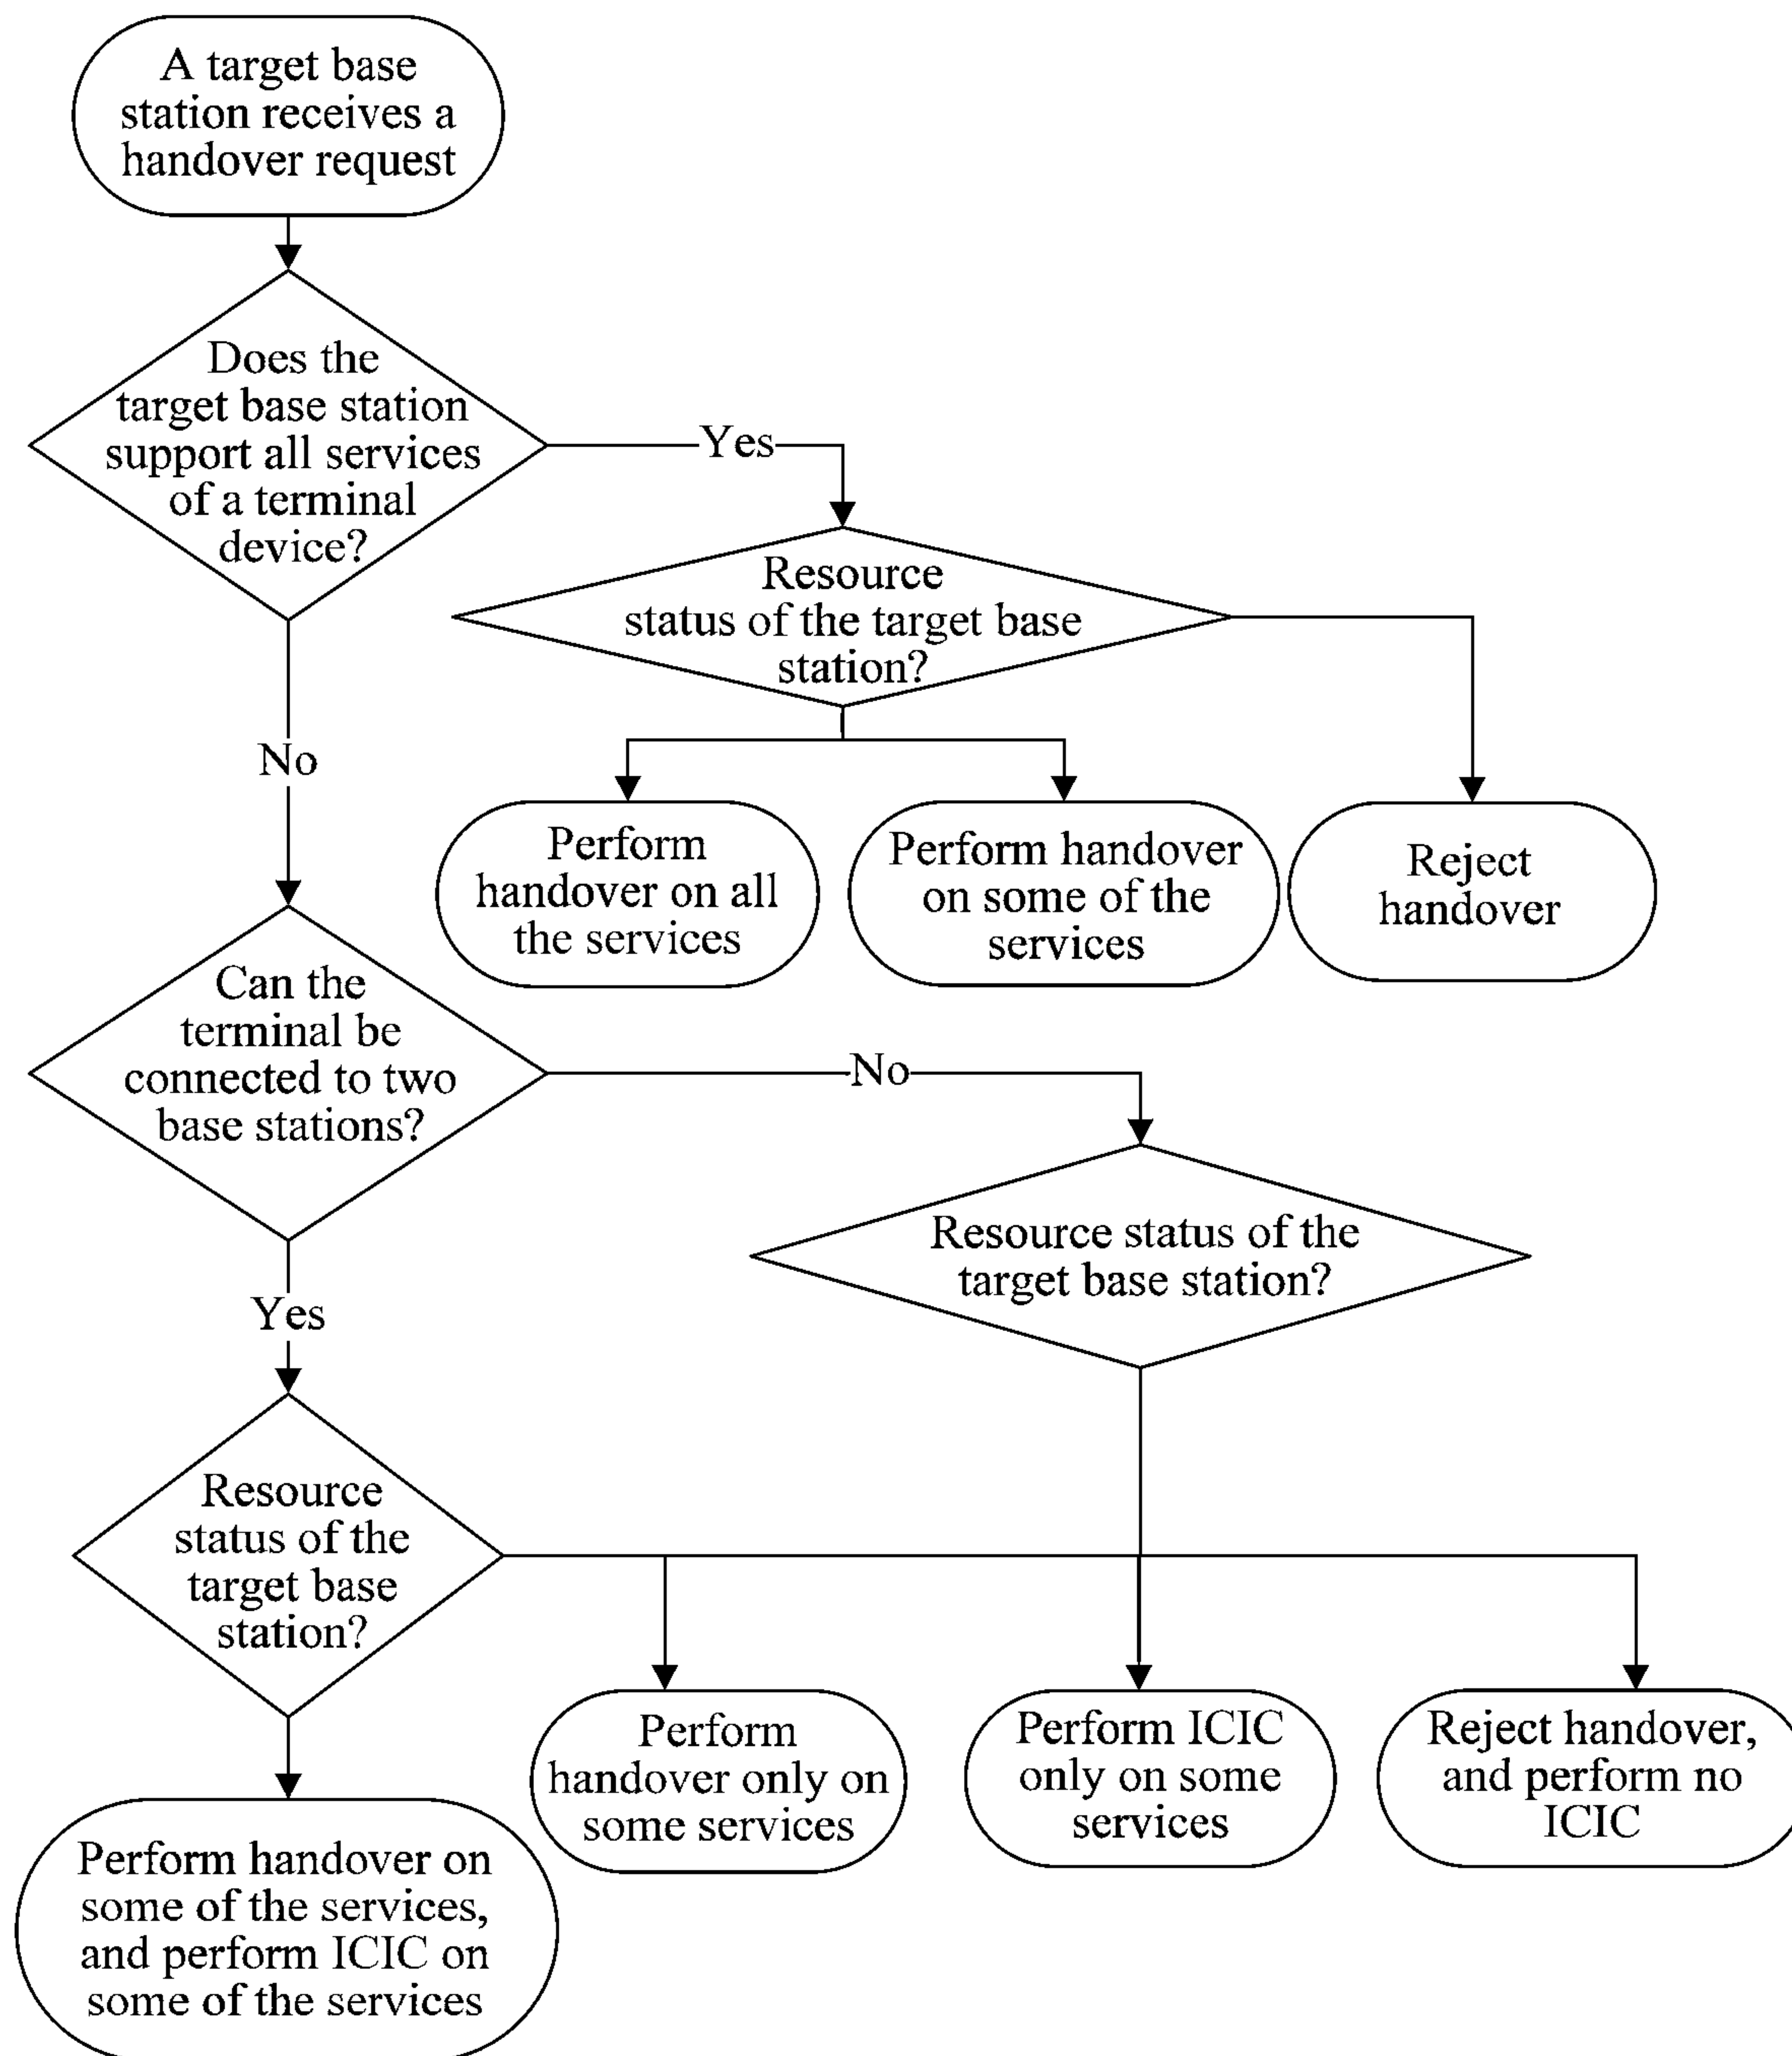 A target base
station receives a
handover request
Does the
target base station
support all services
of a terminal
device?
Yes
Resource
status of the target base
station?
No
Perform
handover on all
the services
Perform handover
on some of the
services
Reject
handover
Can the
terminal be
connected to two
base stations?
No
Resource status of the
target base station?
Yes
Resource
status of the
target base
station?
Perform
handover only on
some services
Perform ICIC
only on some
services
Reject handover,
and perform no
ICIC
Perform handover on
some of the services,
and perform ICIC on
some of the services